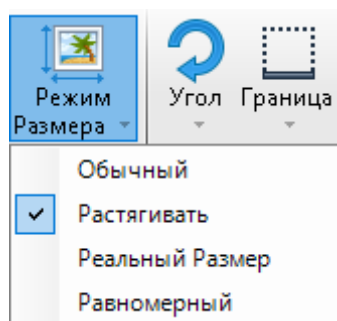 Режим Угол Граница
Размера
Обычный
Растягивать
Реальный Размер
Равномерный